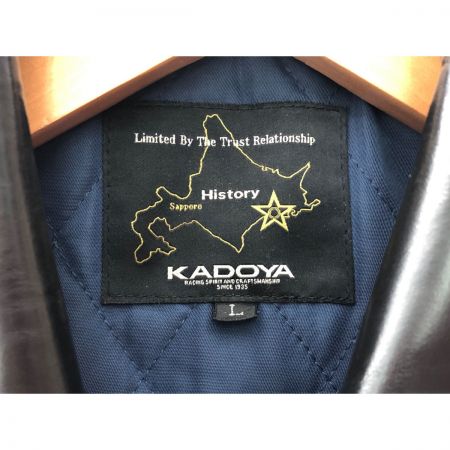 Limited By The Trust Relationship
History
Sapporo
KADOYA
RACING SPIRIT AND CRAFTSMANSHIP
SINCE 1935
L